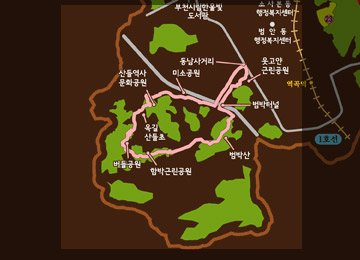 부천시립한울빛
도서관
소사본동
행정복지센터
범안동
행정복지센터
동남사거리
미소공원
웃고얀
근린공원
산들역사
문화공원
역곡역
범박터널
옥길
산들초
1호선
버들공원
함박근린공원
범박산